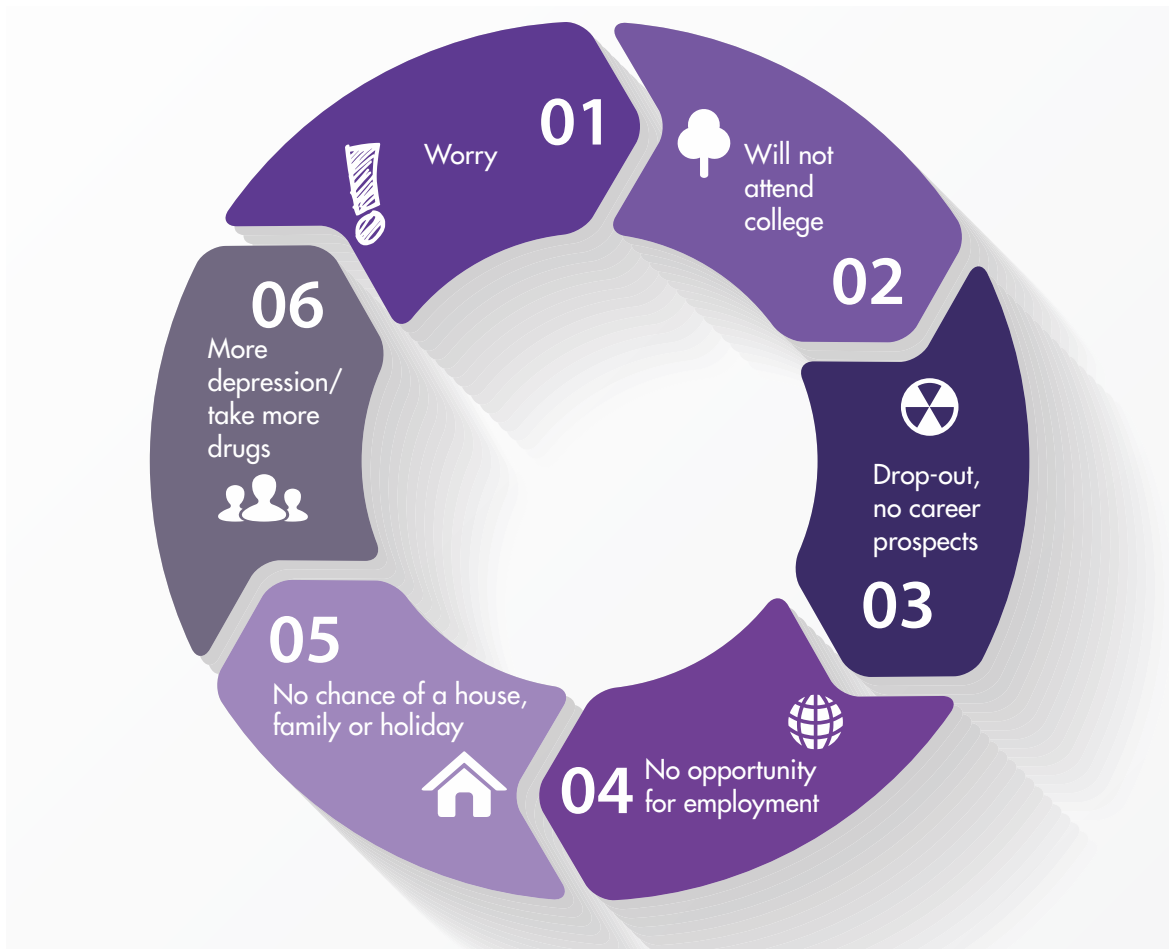 01
Worry
Will not
attend
college
02
Drop-out,
no career
prospects
03
04
No opportunity
for employment
05
No chance of a house,
family or holiday
06
More
depression/
take more
drugs